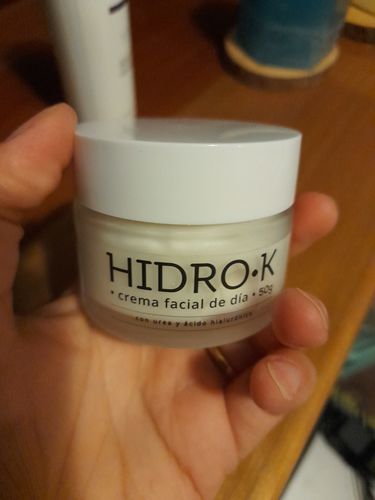 HIDRO•K
• crema facial de día • 50g
con urea y ácido hialurónico